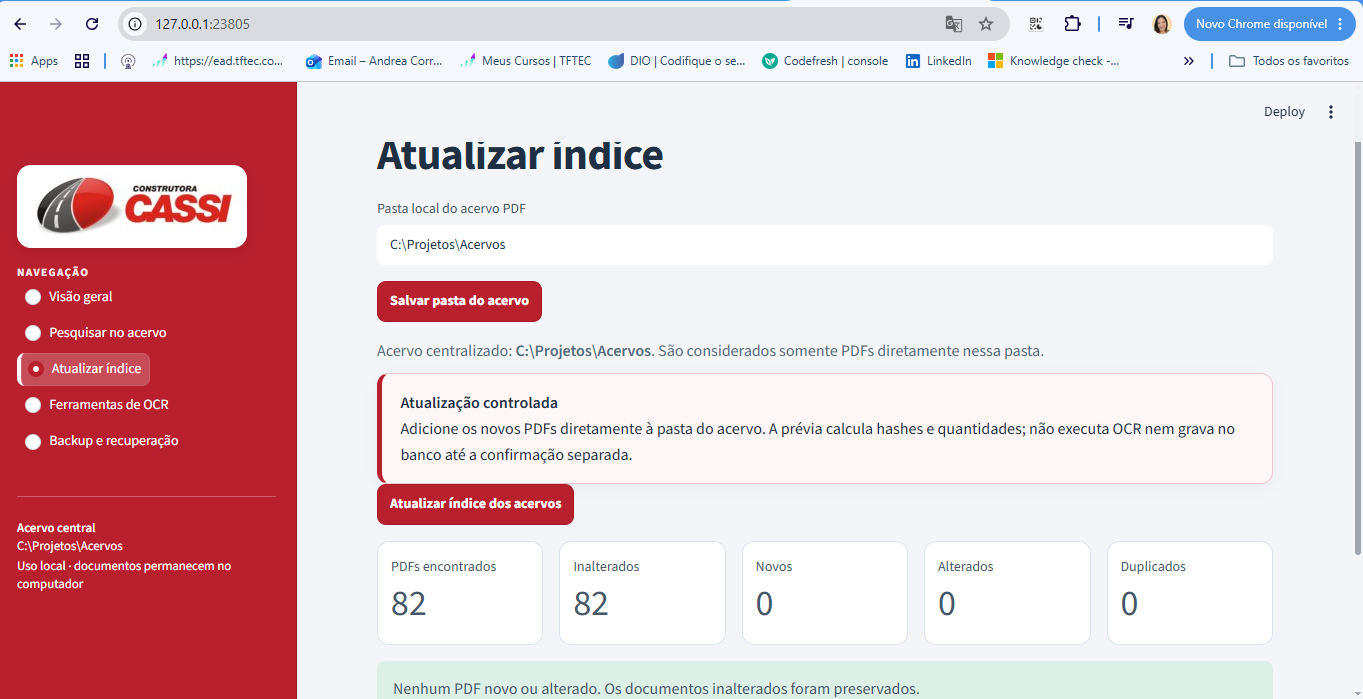 127.0.0.1:23805
Novo Chrome disponível
Apps
https://ead.tftec.co...
Email – Andrea Corr...
Meus Cursos | TFTEC
DIO | Codifique o se...
Codefresh | console
LinkedIn
Knowledge check -...
Todos os favoritos
Deploy
CONSTRUTORA
CASSI
NAVEGAÇÃO
Visão geral
Pesquisar no acervo
Atualizar índice
Ferramentas de OCR
Backup e recuperação
Acervo central
C:\Projetos\Acervos
Uso local · documentos permanecem no
computador
Atualizar índice
Pasta local do acervo PDF
C:\Projetos\Acervos
Salvar pasta do acervo
Acervo centralizado: C:\Projetos\Acervos. São considerados somente PDFs diretamente nessa pasta.
Atualização controlada
Adicione os novos PDFs diretamente à pasta do acervo. A prévia calcula hashes e quantidades; não executa OCR nem grava no
banco até a confirmação separada.
Atualizar índice dos acervos
PDFs encontrados
82
Inalterados
82
Novos
0
Alterados
0
Duplicados
0
Nenhum PDF novo ou alterado. Os documentos inalterados foram preservados.